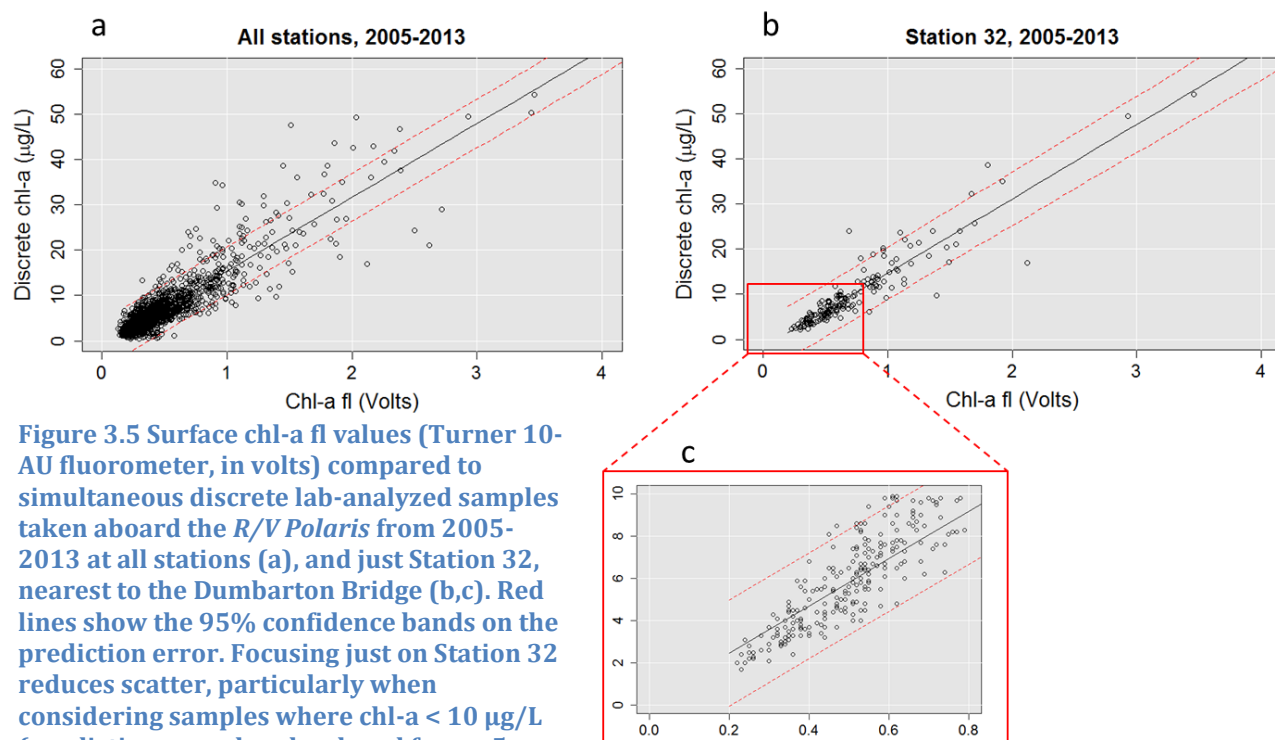 a
All stations, 2005-2013
Discrete chl-a (µg/L)
60
50
40
30
20
10
0
0 1 2 3 4
Chl-a fl (Volts)
b
Station 32, 2005-2013
Discrete chl-a (µg/L)
60
50
40
30
20
10
0
0 1 2 3 4
Chl-a fl (Volts)
Figure 3.5 Surface chl-a fl values (Turner 10-
AU fluorometer, in volts) compared to
simultaneous discrete lab-analyzed samples
taken aboard the R/V Polaris from 2005-
2013 at all stations (a), and just Station 32,
nearest to the Dumbarton Bridge (b,c). Red
lines show the 95% confidence bands on the
prediction error. Focusing just on Station 32
reduces scatter, particularly when
considering samples where chl-a < 10 µg/L
c
10
8
6
4
2
0
0.0 0.2 0.4 0.6 0.8